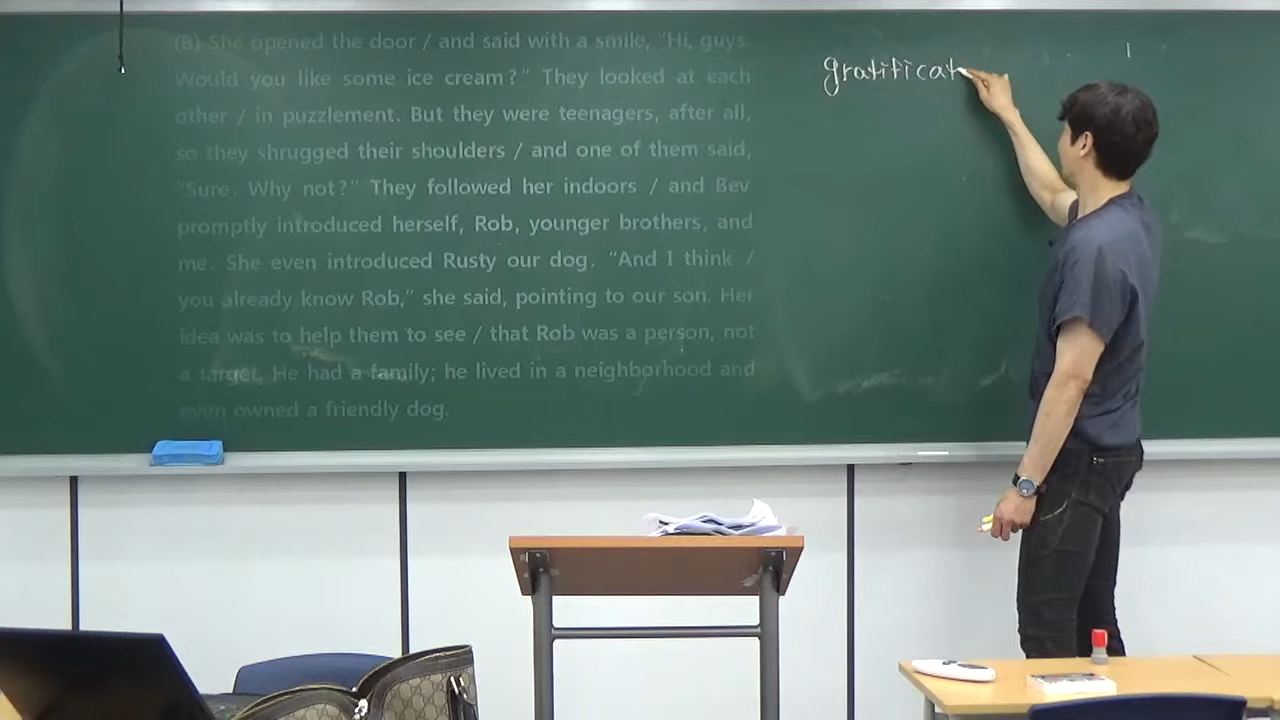 (B) She opened the door / and said with a smile, "Hi, guys.
Would you like some ice cream?" They looked at each
other / in puzzlement. But they were teenagers, after all,
so they shrugged their shoulders / and one of them said,
"Sure. Why not?" They followed her indoors / and Bev
promptly introduced herself, Rob, younger brothers, and
me. She even introduced Rusty our dog. "And I think /
you already know Rob," she said, pointing to our son. Her
idea was to help them to see / that Rob was a person, not
a target. He had a family; he lived in a neighborhood and
even owned a friendly dog.
gratificat